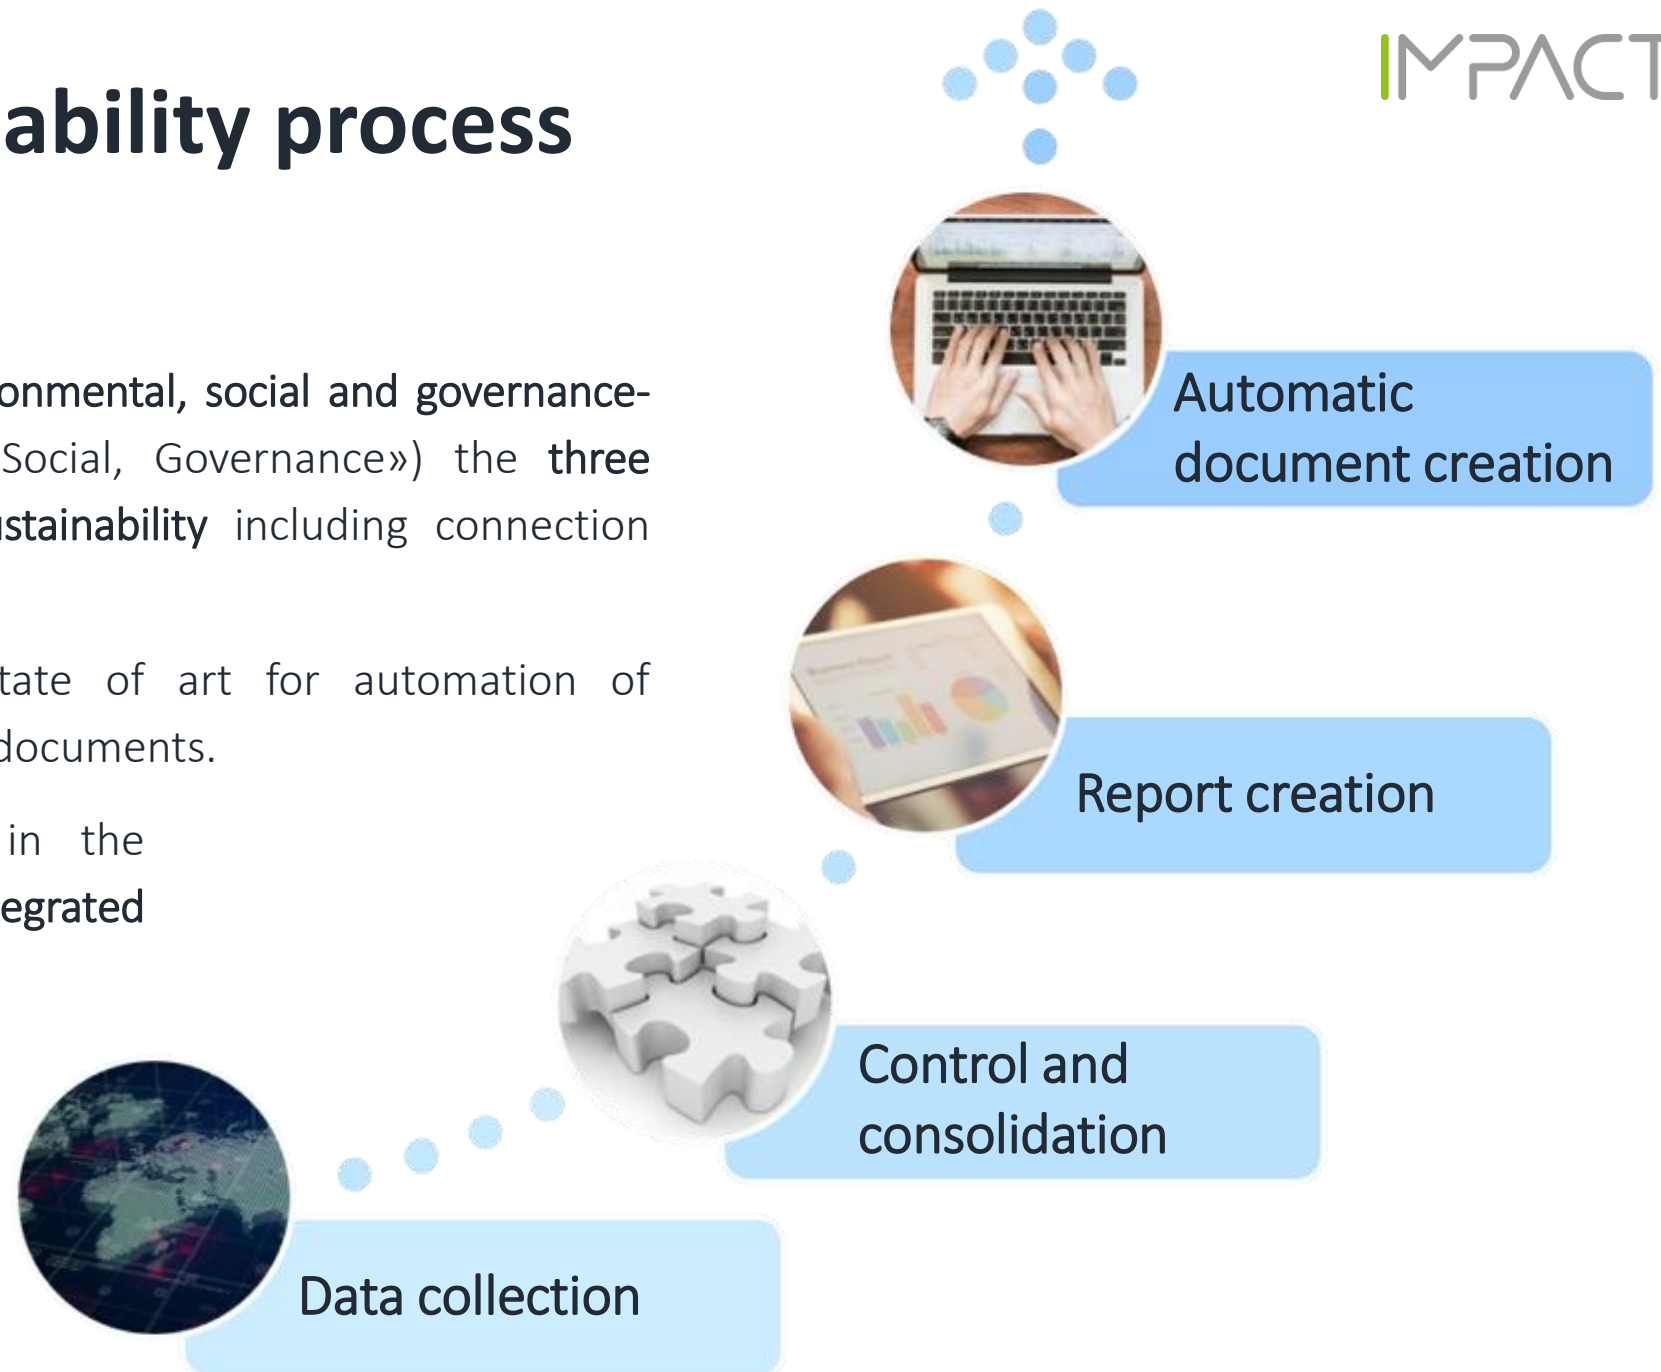 IMPACT
ability process
onmental, social and governance-
Social, Governance») the three
ustainability including connection
tate of art for automation of
documents.
in the
egrated
Automatic
document creation
Report creation
Control and
consolidation
Data collection